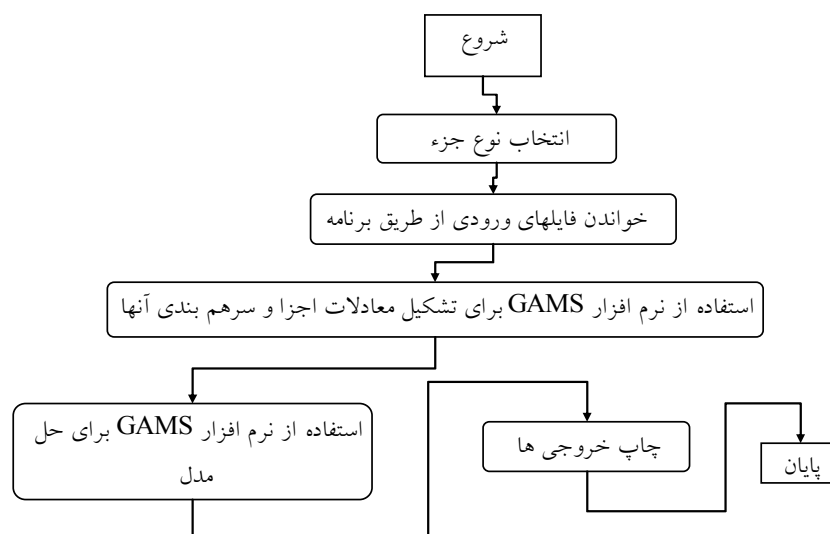 شروع
انتخاب نوع جزء
خواندن فایلهای ورودی از طریق برنامه
استفاده از نرم افزار GAMS برای تشکیل معادلات اجزا و سرهم بندی آنها
استفاده از نرم افزار GAMS برای حل
مدل
چاپ خروجی ها
پایان